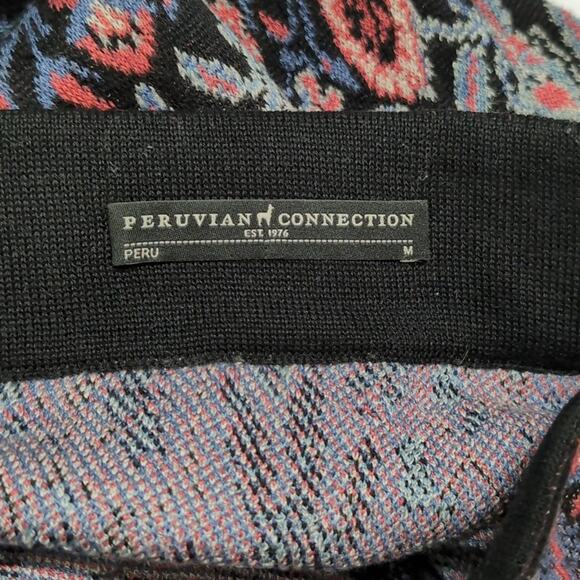 PERUVIAN CONNECTION
EST. 1976
PERU M